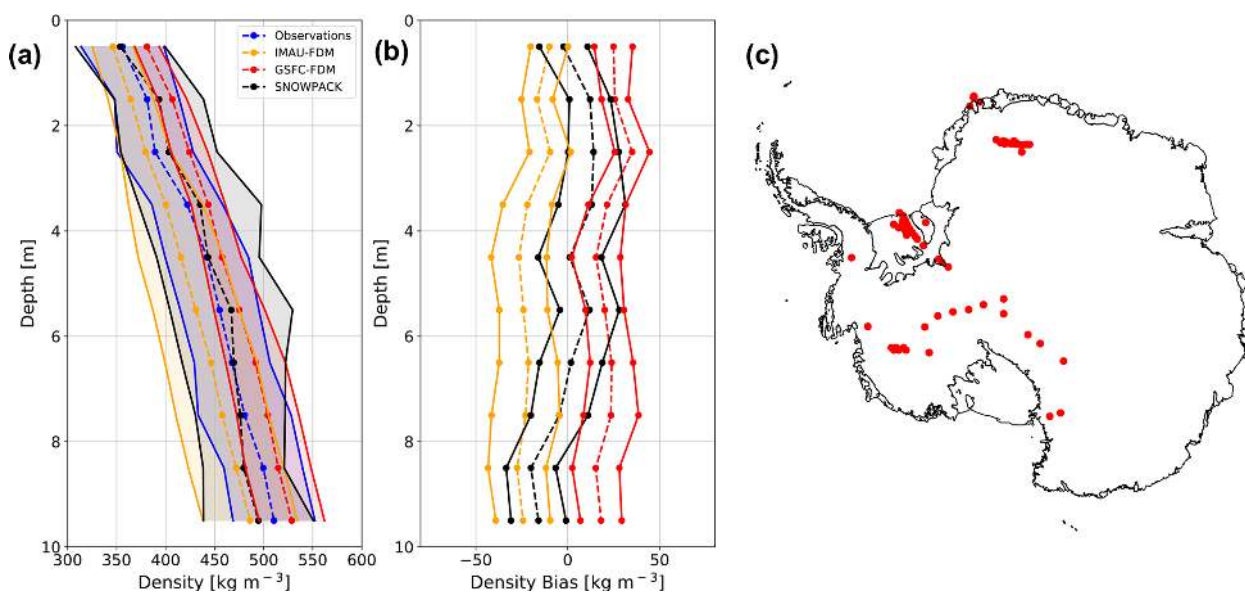 (a)
0
2
4
6
8
10
Depth [m]
300
350
400
450
500
550
600
Density [kg m⁻³]
Observations
IMAU-FDM
GSFC-FDM
SNOWPACK
(b)
0
2
4
6
8
10
Depth [m]
−50
0
50
Density Bias [kg m⁻³]
(c)